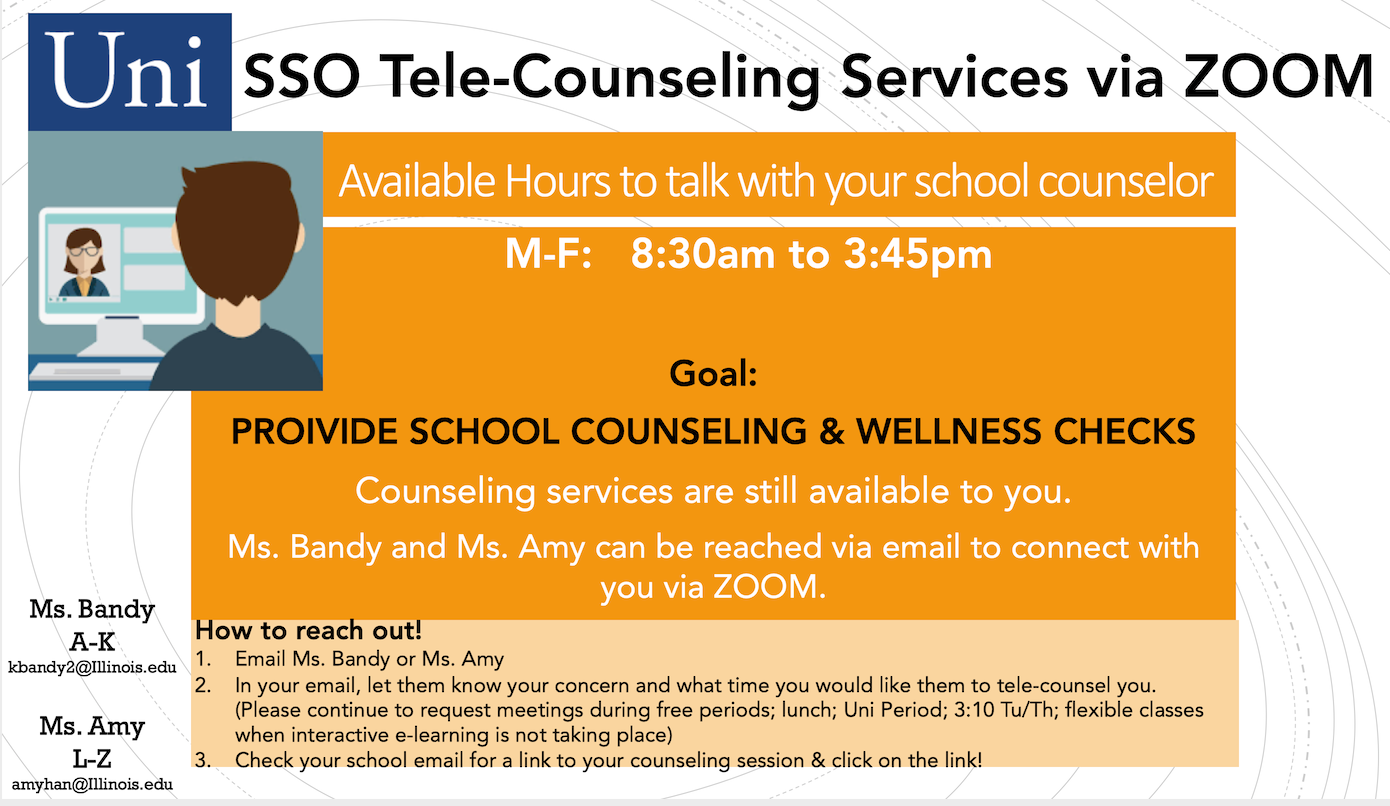 Uni
SSO Tele-Counseling Services via ZOOM
Available Hours to talk with your school counselor
M-F: 8:30am to 3:45pm
Goal:
PROIVIDE SCHOOL COUNSELING & WELLNESS CHECKS
Counseling services are still available to you.
Ms. Bandy and Ms. Amy can be reached via email to connect with
you via ZOOM.
Ms. Bandy
A-K
kbandy2@Illinois.edu
Ms. Amy
L-Z
amyhan@Illinois.edu
How to reach out!
1. Email Ms. Bandy or Ms. Amy
2. In your email, let them know your concern and what time you would like them to tele-counsel you.
(Please continue to request meetings during free periods; lunch; Uni Period; 3:10 Tu/Th; flexible classes
when interactive e-learning is not taking place)
3. Check your school email for a link to your counseling session & click on the link!